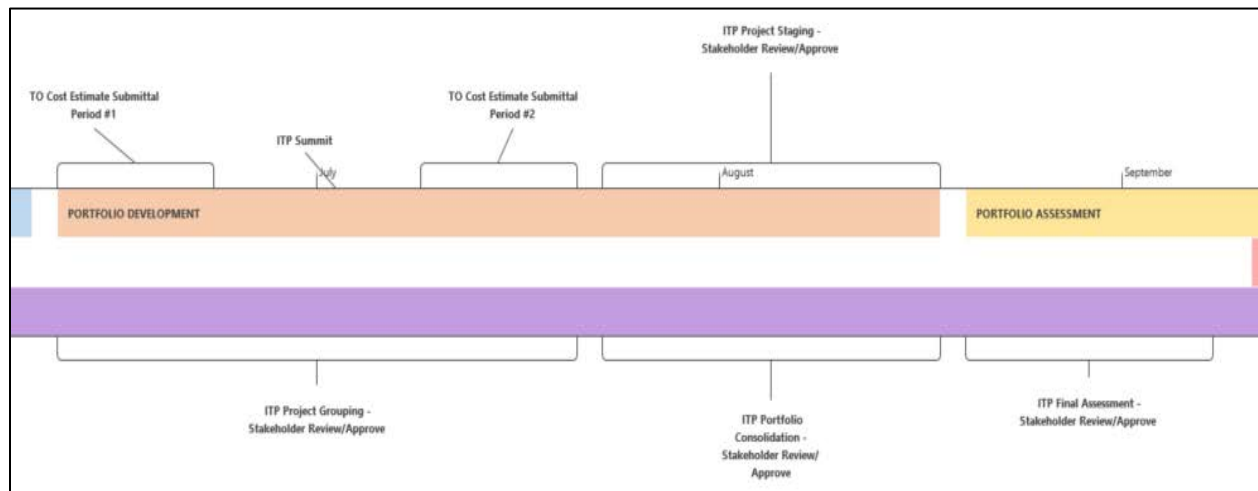 ITP Project Staging -
Stakeholder Review/Approve
TO Cost Estimate Submittal
Period #1
TO Cost Estimate Submittal
Period #2
ITP Summit
July
August
September
PORTFOLIO DEVELOPMENT
PORTFOLIO ASSESSMENT
ITP Project Grouping -
Stakeholder Review/Approve
ITP Portfolio
Consolidation -
Stakeholder Review/
Approve
ITP Final Assessment -
Stakeholder Review/Approve